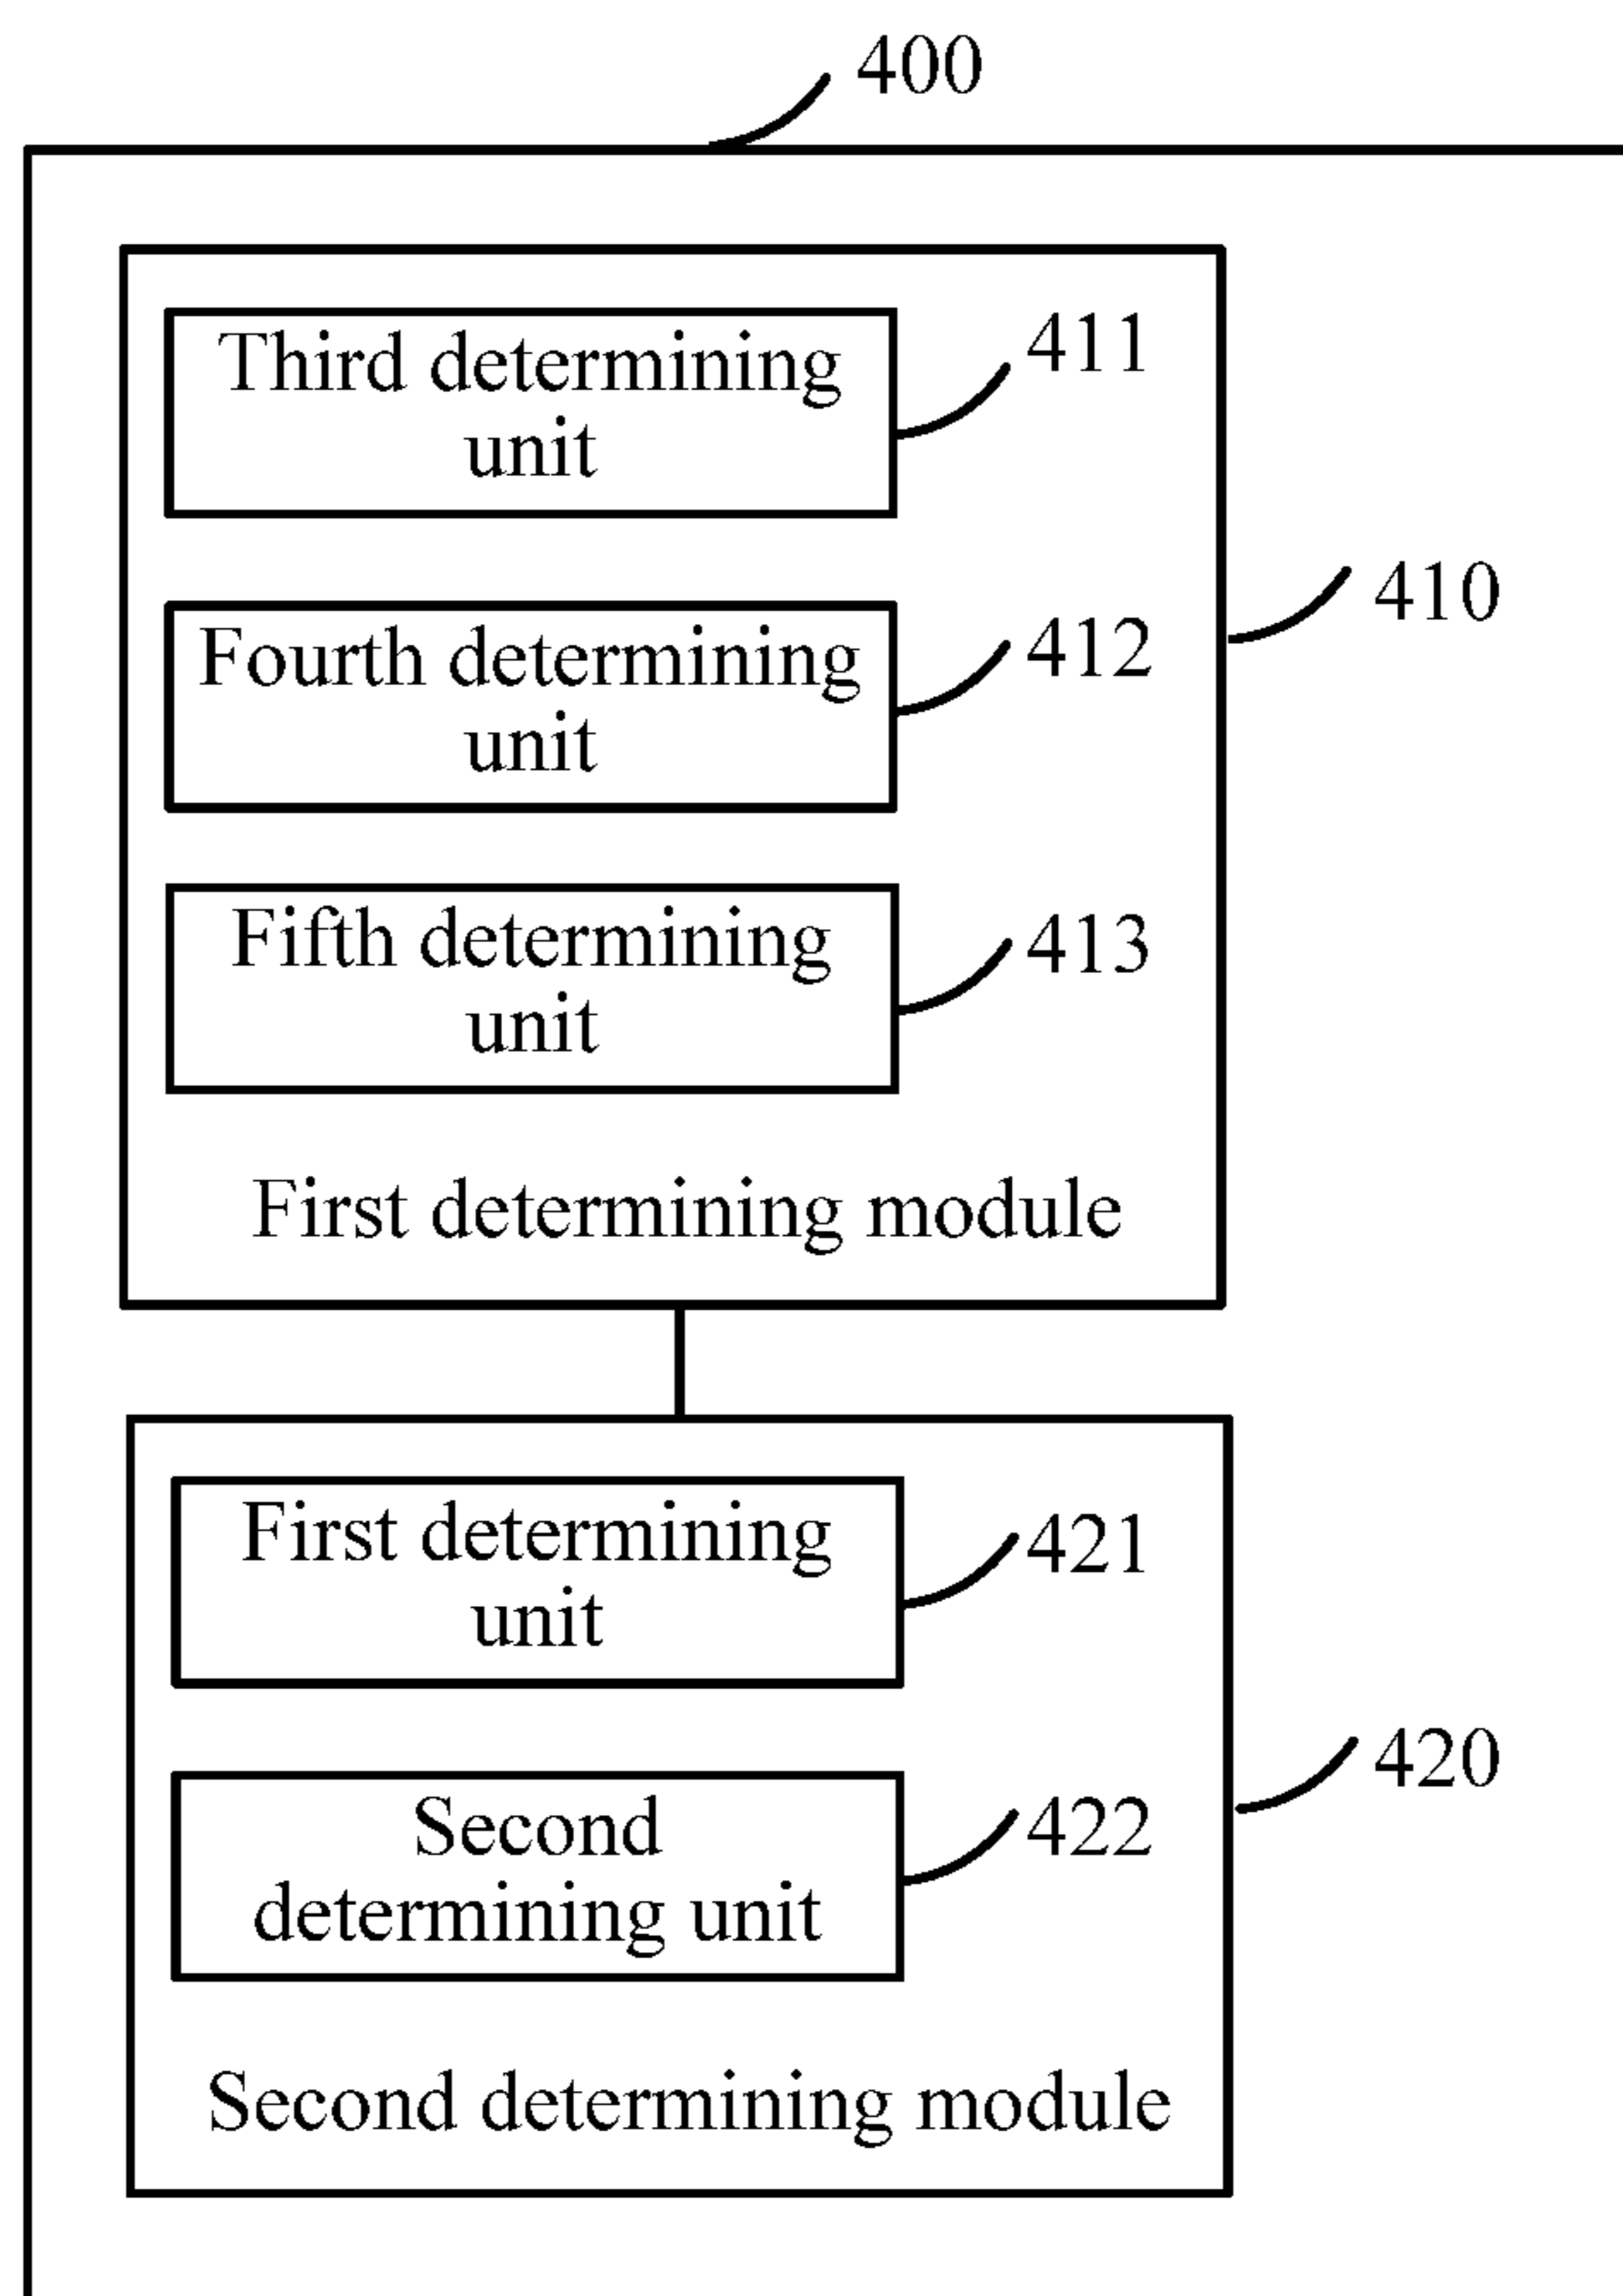 400
Third determining
unit
411
410
Fourth determining
unit
412
Fifth determining
unit
413
First determining module
First determining
unit
421
420
Second
determining unit
422
Second determining module